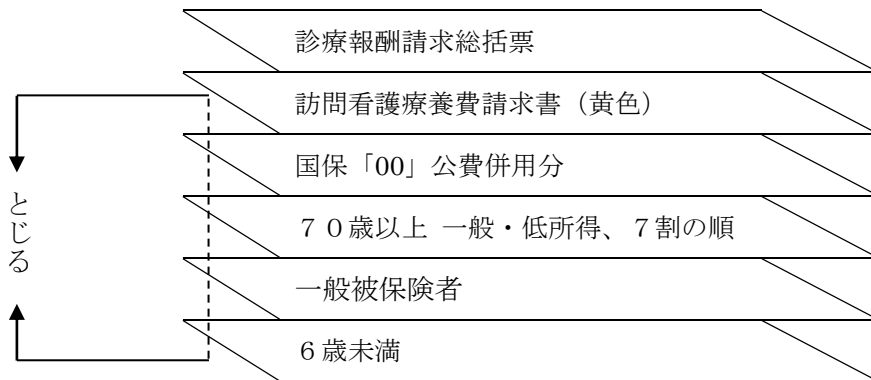 診療報酬請求総括票
訪問看護療養費請求書（黄色）
国保「00」公費併用分
７０歳以上 一般・低所得、７割の順
一般被保険者
６歳未満
とじる